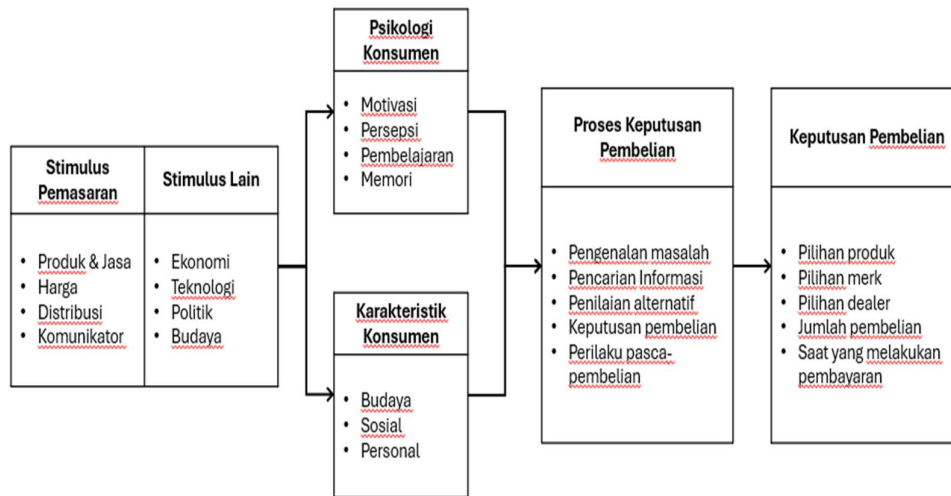 Stimulus
Pemasaran
• Produk & Jasa
• Harga
• Distribusi
• Komunikator
Stimulus Lain
• Ekonomi
• Teknologi
• Politik
• Budaya
Psikologi
Konsumen
• Motivasi
• Persepsi
• Pembelajaran
• Memori
Karakteristik
Konsumen
• Budaya
• Sosial
• Personal
Proses Keputusan
Pembelian
• Pengenalan masalah
• Pencarian Informasi
• Penilaian alternatif
• Keputusan pembelian
• Perilaku pasca-
pembelian
Keputusan Pembelian
• Pilihan produk
• Pilihan merk
• Pilihan dealer
• Jumlah pembelian
• Saat yang melakukan
pembayaran